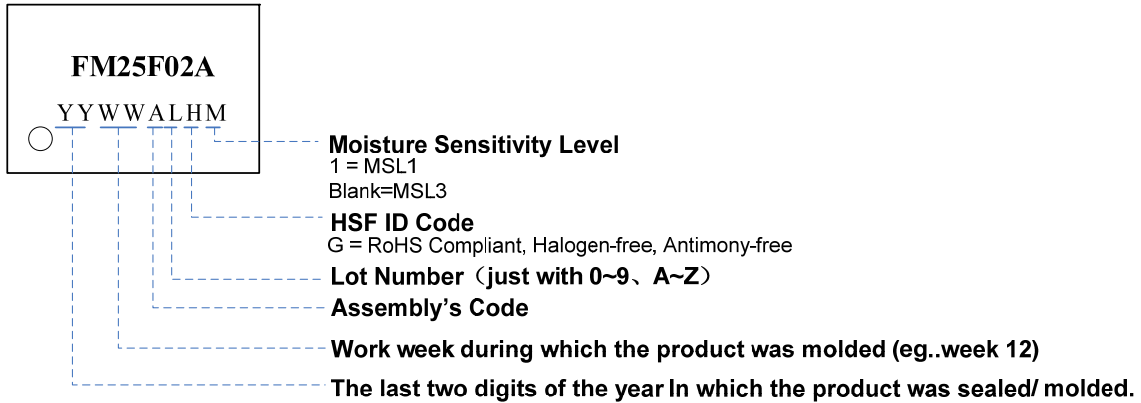 FM25F02A
YYWWALHM
Moisture Sensitivity Level
1 = MSL1
Blank=MSL3
HSF ID Code
G = RoHS Compliant, Halogen-free, Antimony-free
Lot Number（just with 0~9、A~Z）
Assembly’s Code
Work week during which the product was molded (eg..week 12)
The last two digits of the year In which the product was sealed/ molded.